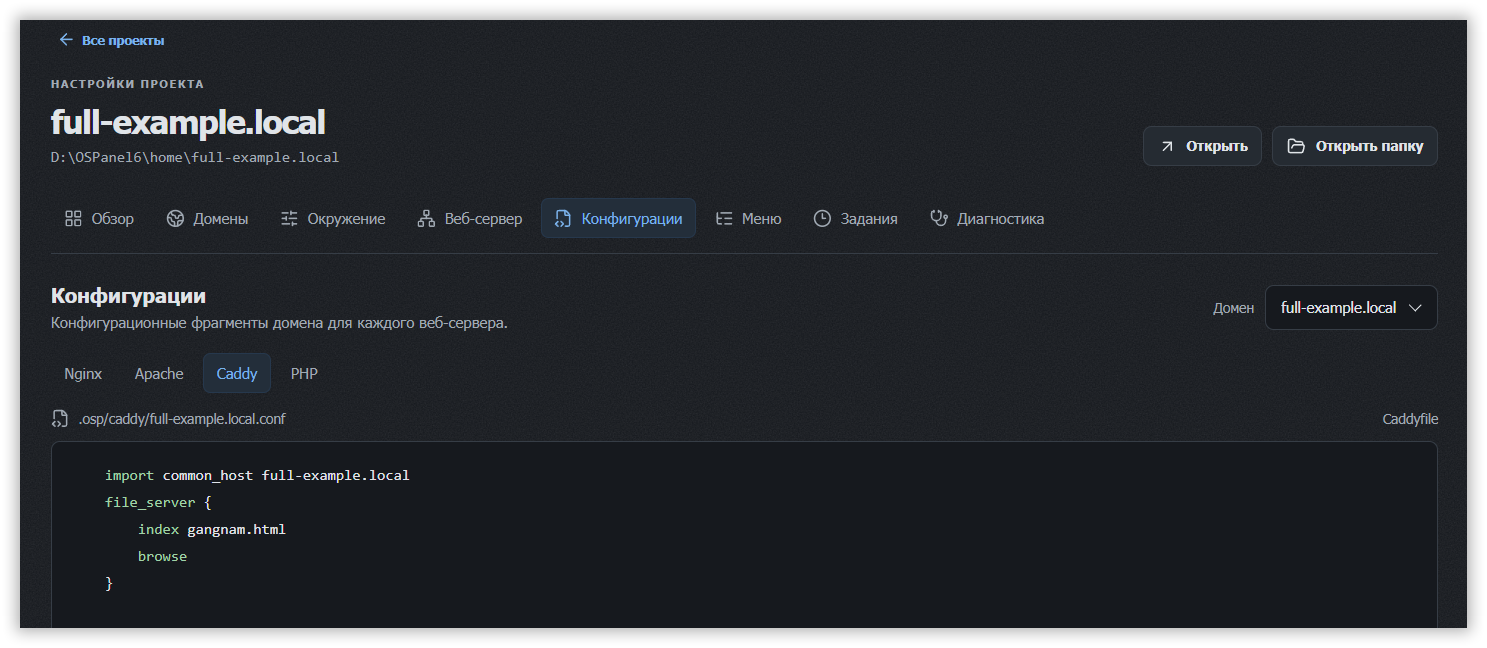 Все проекты
НАСТРОЙКИ ПРОЕКТА
full-example.local
D:\OSPanel6\home\full-example.local
Открыть
Открыть папку
Обзор
Домены
Окружение
Веб-сервер
Конфигурации
Меню
Задания
Диагностика
Конфигурации
Конфигурационные фрагменты домена для каждого веб-сервера.
Домен
full-example.local
Nginx
Apache
Caddy
PHP
.osp/caddy/full-example.local.conf
Caddyfile
import common_host full-example.local
file_server {
    index gangnam.html
    browse
}